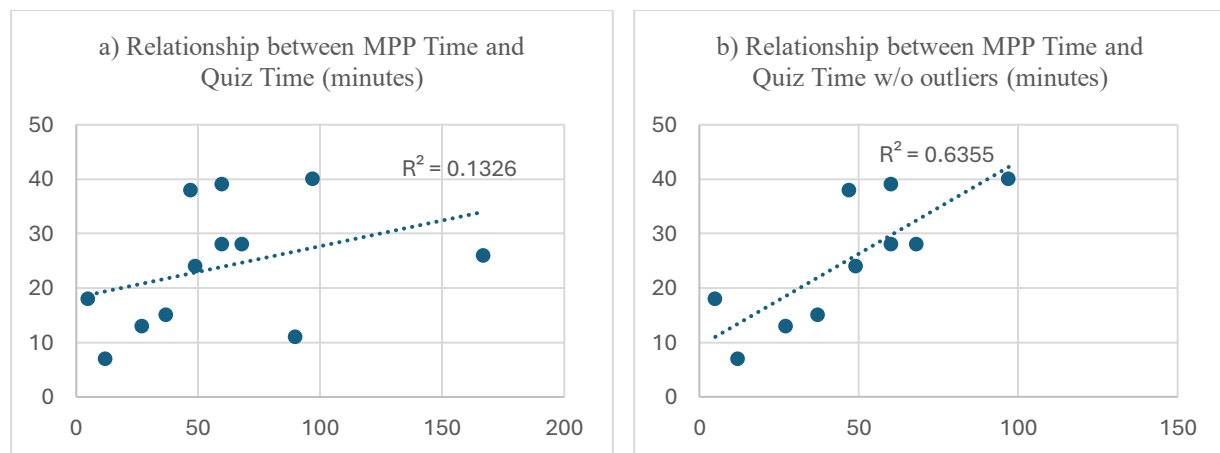 a) Relationship between MPP Time and
Quiz Time (minutes)
50
40
30
20
10
0
R² = 0.1326
0 50 100 150 200
b) Relationship between MPP Time and
Quiz Time w/o outliers (minutes)
50
40
30
20
10
0
R² = 0.6355
0 50 100 150